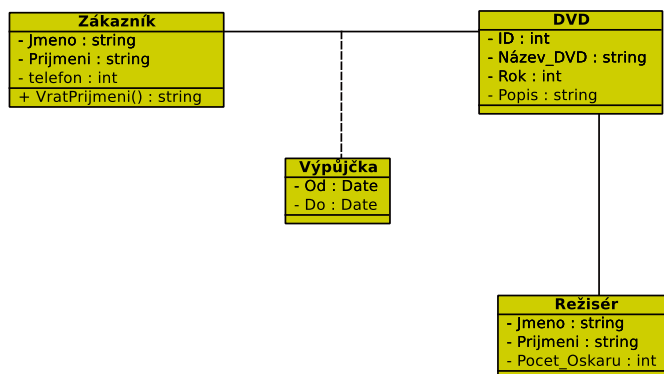 Zákazník
- Jmeno : string
- Prijmeni : string
- telefon : int
+ VratPrijmeni() : string
DVD
- ID : int
- Název_DVD : string
- Rok : int
- Popis : string
Výpůjčka
- Od : Date
- Do : Date
Režisér
- Jmeno : string
- Prijmeni : string
- Pocet_Oskaru : int